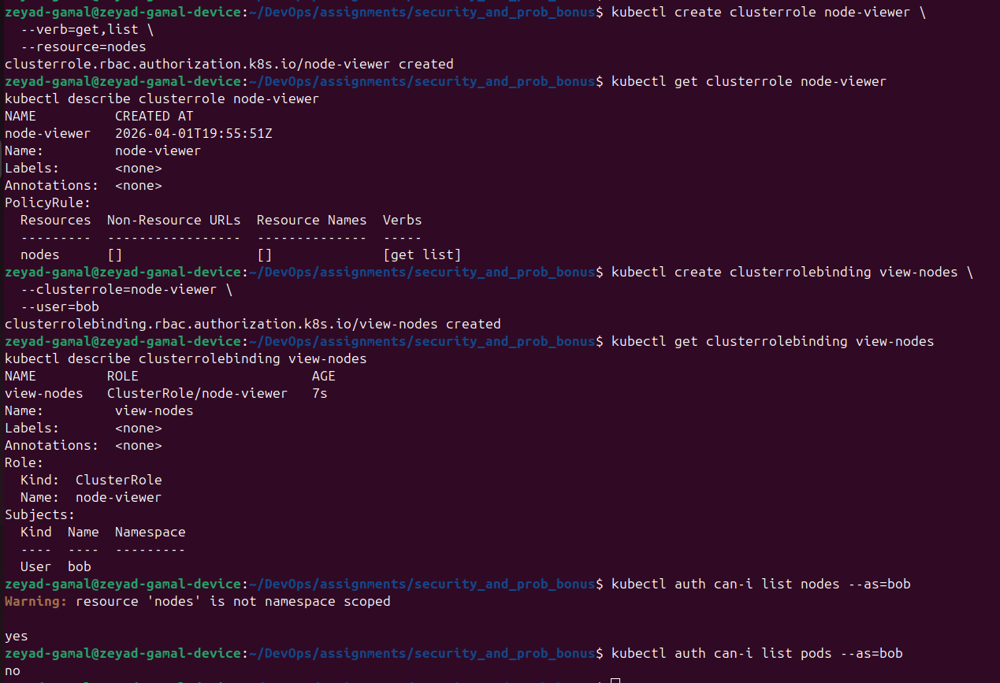 zeyad-gamal@zeyad-gamal-device:~/DevOps/assignments/security_and_prob_bonus$ kubectl create clusterrole node-viewer \
  --verb=get,list \
  --resource=nodes
clusterrole.rbac.authorization.k8s.io/node-viewer created
zeyad-gamal@zeyad-gamal-device:~/DevOps/assignments/security_and_prob_bonus$ kubectl get clusterrole node-viewer
kubectl describe clusterrole node-viewer
NAME          CREATED AT
node-viewer   2026-04-01T19:55:51Z
Name:         node-viewer
Labels:       <none>
Annotations:  <none>
PolicyRule:
  Resources  Non-Resource URLs  Resource Names  Verbs
  ---------  -----------------  --------------  -----
  nodes      []                 []              [get list]
zeyad-gamal@zeyad-gamal-device:~/DevOps/assignments/security_and_prob_bonus$ kubectl create clusterrolebinding view-nodes \
  --clusterrole=node-viewer \
  --user=bob
clusterrolebinding.rbac.authorization.k8s.io/view-nodes created
zeyad-gamal@zeyad-gamal-device:~/DevOps/assignments/security_and_prob_bonus$ kubectl get clusterrolebinding view-nodes
kubectl describe clusterrolebinding view-nodes
NAME         ROLE                      AGE
view-nodes   ClusterRole/node-viewer   7s
Name:         view-nodes
Labels:       <none>
Annotations:  <none>
Role:
  Kind:  ClusterRole
  Name:  node-viewer
Subjects:
  Kind  Name  Namespace
  ----  ----  ---------
  User  bob
zeyad-gamal@zeyad-gamal-device:~/DevOps/assignments/security_and_prob_bonus$ kubectl auth can-i list nodes --as=bob
Warning: resource 'nodes' is not namespace scoped

yes
zeyad-gamal@zeyad-gamal-device:~/DevOps/assignments/security_and_prob_bonus$ kubectl auth can-i list pods --as=bob
no